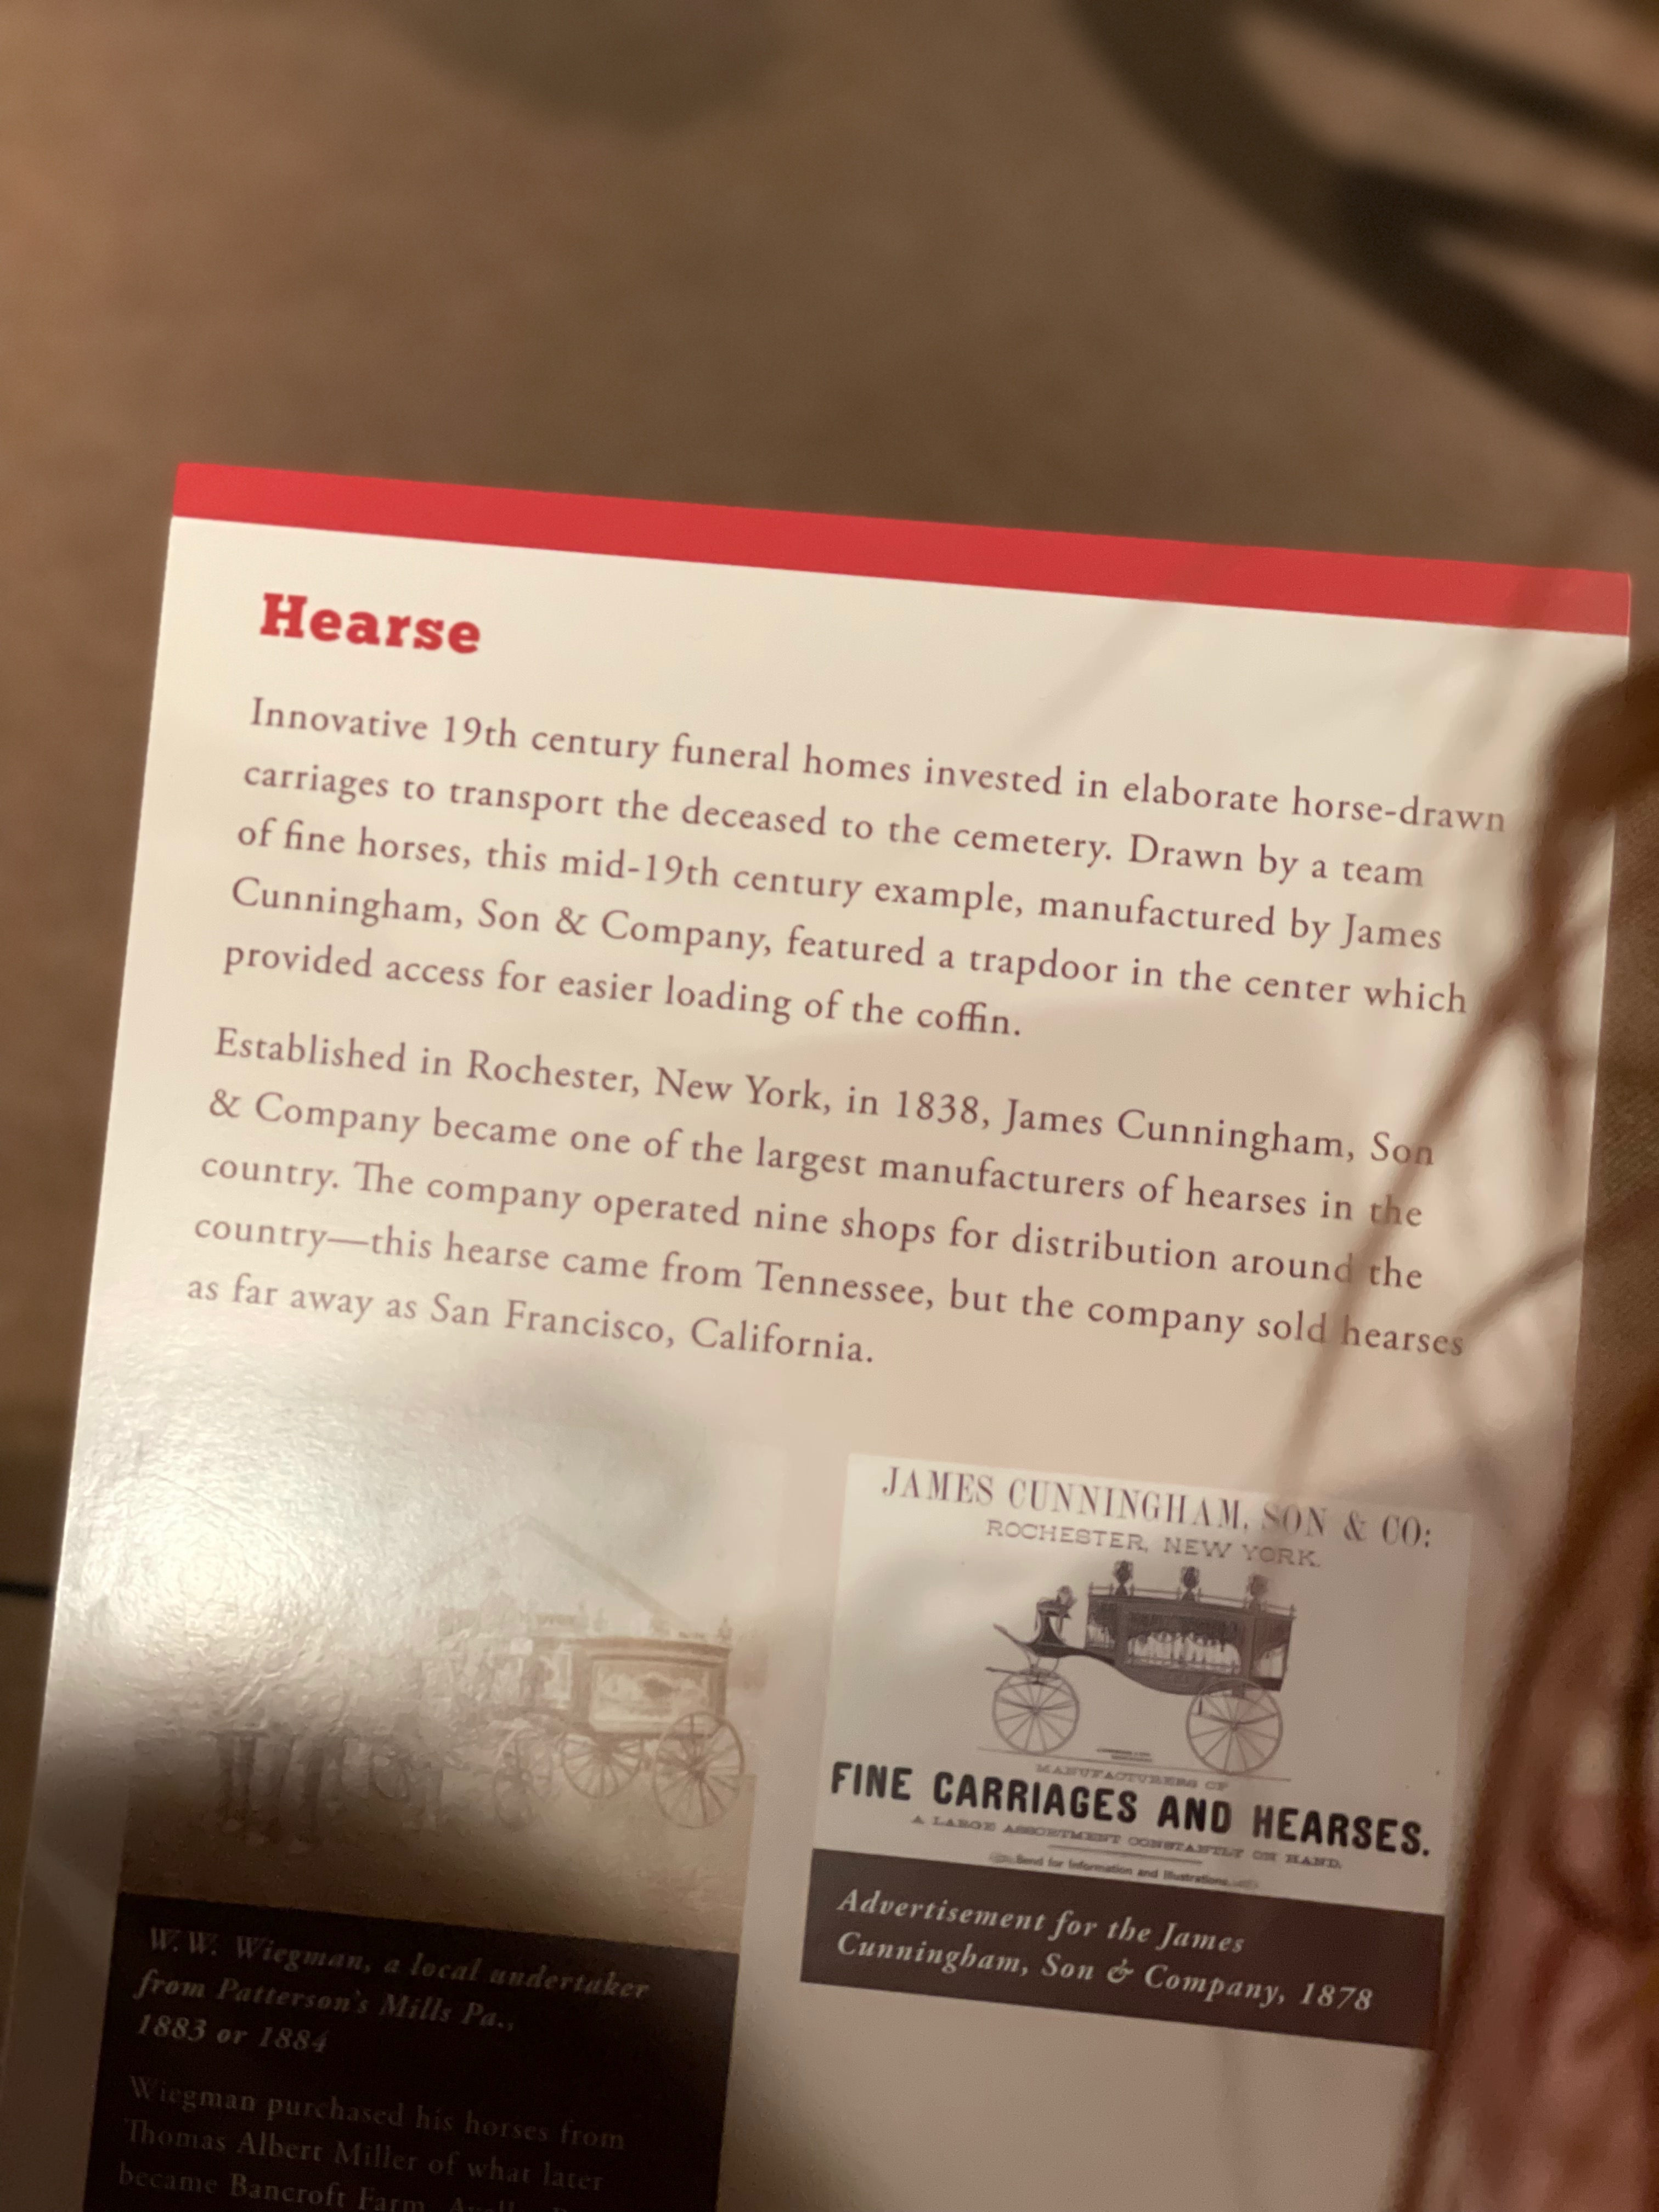 Hearse
Innovative 19th century funeral homes invested in elaborate horse-drawn
carriages to transport the deceased to the cemetery. Drawn by a team
of fine horses, this mid-19th century example, manufactured by James
Cunningham, Son & Company, featured a trapdoor in the center which
provided access for easier loading of the coffin.
Established in Rochester, New York, in 1838, James Cunningham, Son
& Company became one of the largest manufacturers of hearses in the
country. The company operated nine shops for distribution around the
country—this hearse came from Tennessee, but the company sold hearses
as far away as San Francisco, California.
JAMES CUNNINGHAM, SON & CO:
ROCHESTER, NEW YORK.
MANUFACTURERS OF
FINE CARRIAGES AND HEARSES.
A LARGE ASSORTMENT CONSTANTLY ON HAND.
Send for Information and Illustrations.
Advertisement for the James
Cunningham, Son & Company, 1878
W.W. Wiegman, a local undertaker
from Patterson's Mills Pa.,
1883 or 1884
Wiegman purchased his horses from
Thomas Albert Miller of what later
became Bancroft Farm,